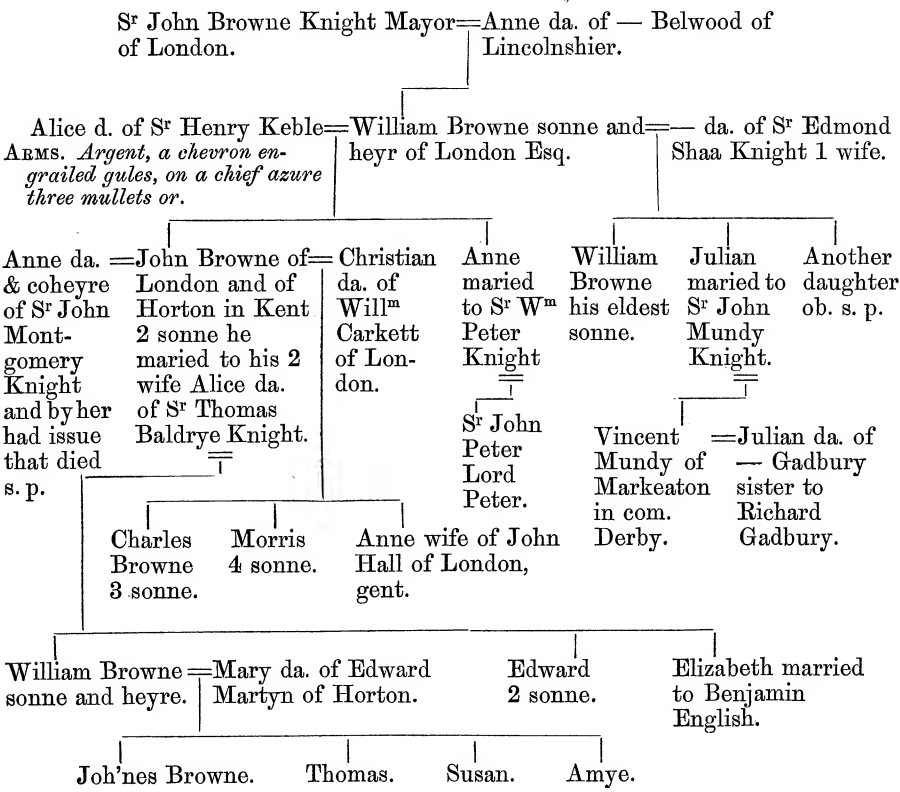 Sʳ John Browne Knight Mayor=Anne da. of — Belwood of
of London.
Lincolnshier.
Alice d. of Sʳ Henry Keble=William Browne sonne and=— da. of Sʳ Edmond
heyr of London Esq.
Shaa Knight 1 wife.
ARMS. Argent, a chevron en-
grailed gules, on a chief azure
three mullets or.
Anne da.
& coheyre
of Sʳ John
Mont-
gomery
Knight
and by her
had issue
that died
s. p.
=John Browne of=
London and of
Horton in Kent
2 sonne he
maried to his 2
wife Alice da.
of Sʳ Thomas
Baldrye Knight.
=
Christian
da. of
Willᵐ
Carkett
of Lon-
don.
Anne
maried
to Sʳ Wᵐ
Peter
Knight
=
Sʳ John
Peter
Lord
Peter.
William
Browne
his eldest
sonne.
Julian
maried to
Sʳ John
Mundy
Knight.
=
Another
daughter
ob. s. p.
Vincent
Mundy of
Markeaton
in com.
Derby.
=Julian da. of
— Gadbury
sister to
Richard
Gadbury.
Charles
Browne
3 sonne.
Morris
4 sonne.
Anne wife of John
Hall of London,
gent.
William Browne=Mary da. of Edward
sonne and heyre.
Martyn of Horton.
Edward
2 sonne.
Elizabeth married
to Benjamin
English.
Joh'nes Browne.
Thomas.
Susan.
Amye.